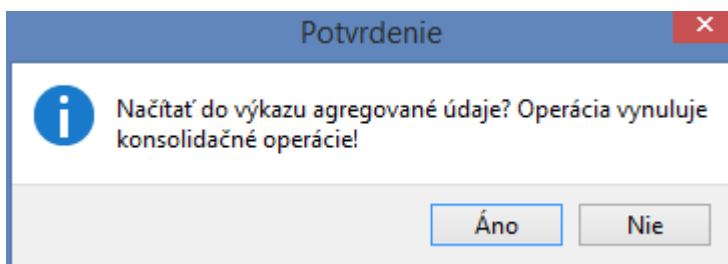 Potvrdenie
Načítať do výkazu agregované údaje? Operácia vynuluje
konsolidačné operácie!
Áno
Nie